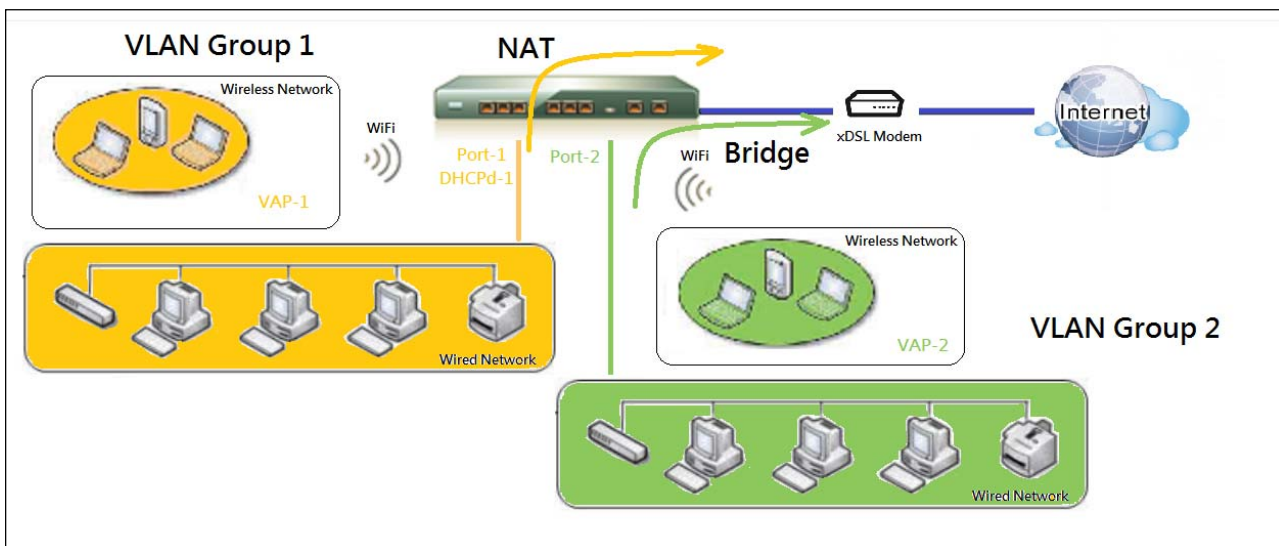 VLAN Group 1
NAT
Wireless Network
WiFi
VAP-1
Port-1
DHCPd-1
Port-2
WiFi
Bridge
xDSL Modem
Internet
Wireless Network
VAP-2
VLAN Group 2
Wired Network
Wired Network